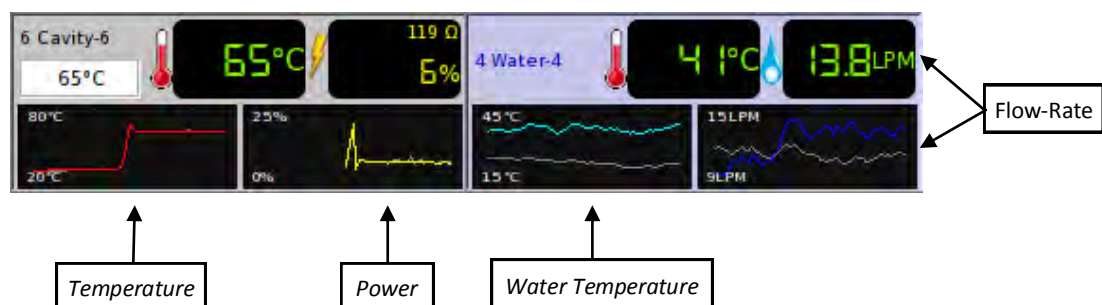 6 Cavity-6
65°C
65°C
119 Ω
6%
4 Water-4
41°C
13.8LPM
80°C
20°C
25%
0%
45°C
15°C
15LPM
9LPM
Flow-Rate
Temperature
Power
Water Temperature